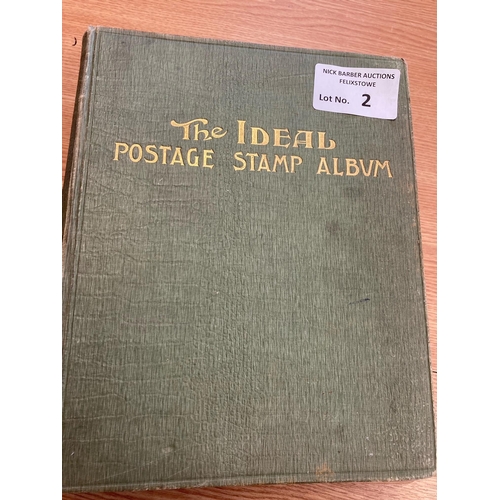 NICK BARBER AUCTIONS
FELIXSTOWE
Lot No. 2
The IDEAL
POSTAGE STAMP ALBVM